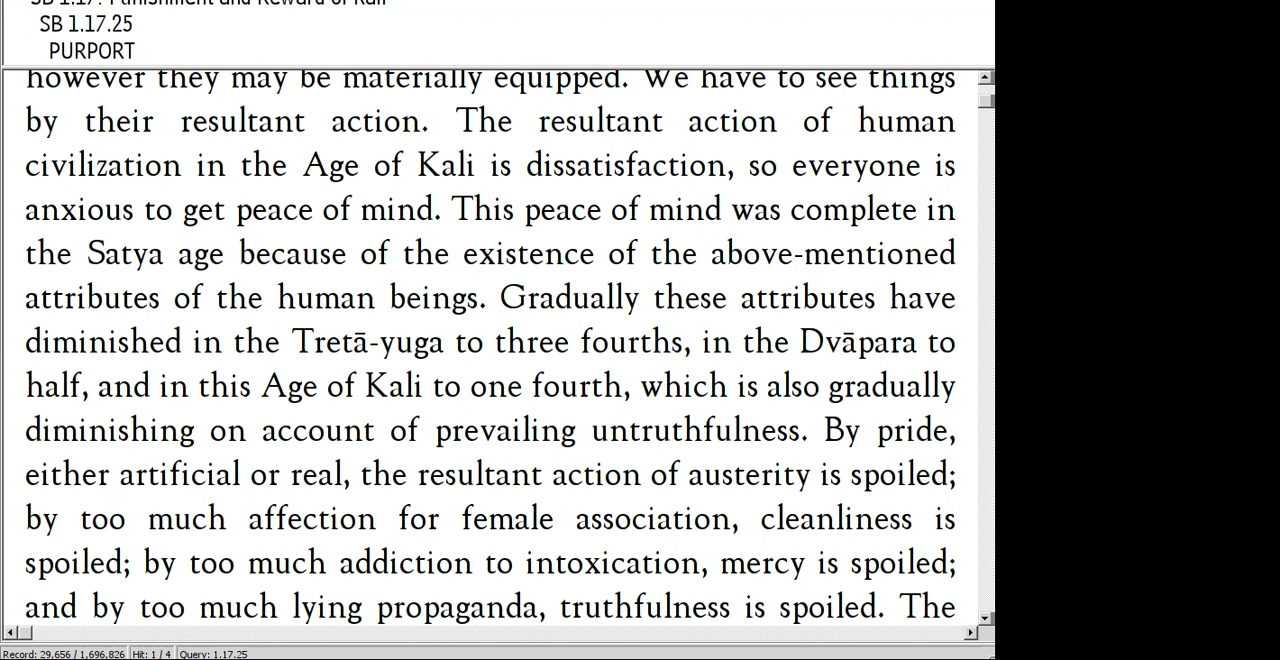 SB 1.17: Punishment and Reward of Kali
SB 1.17.25
PURPORT
however they may be materially equipped. We have to see things
by their resultant action. The resultant action of human
civilization in the Age of Kali is dissatisfaction, so everyone is
anxious to get peace of mind. This peace of mind was complete in
the Satya age because of the existence of the above-mentioned
attributes of the human beings. Gradually these attributes have
diminished in the Tretā-yuga to three fourths, in the Dvāpara to
half, and in this Age of Kali to one fourth, which is also gradually
diminishing on account of prevailing untruthfulness. By pride,
either artificial or real, the resultant action of austerity is spoiled;
by too much affection for female association, cleanliness is
spoiled; by too much addiction to intoxication, mercy is spoiled;
and by too much lying propaganda, truthfulness is spoiled. The
Record: 29,656 / 1,696,826 Hit: 1 / 4 Query: 1.17.25